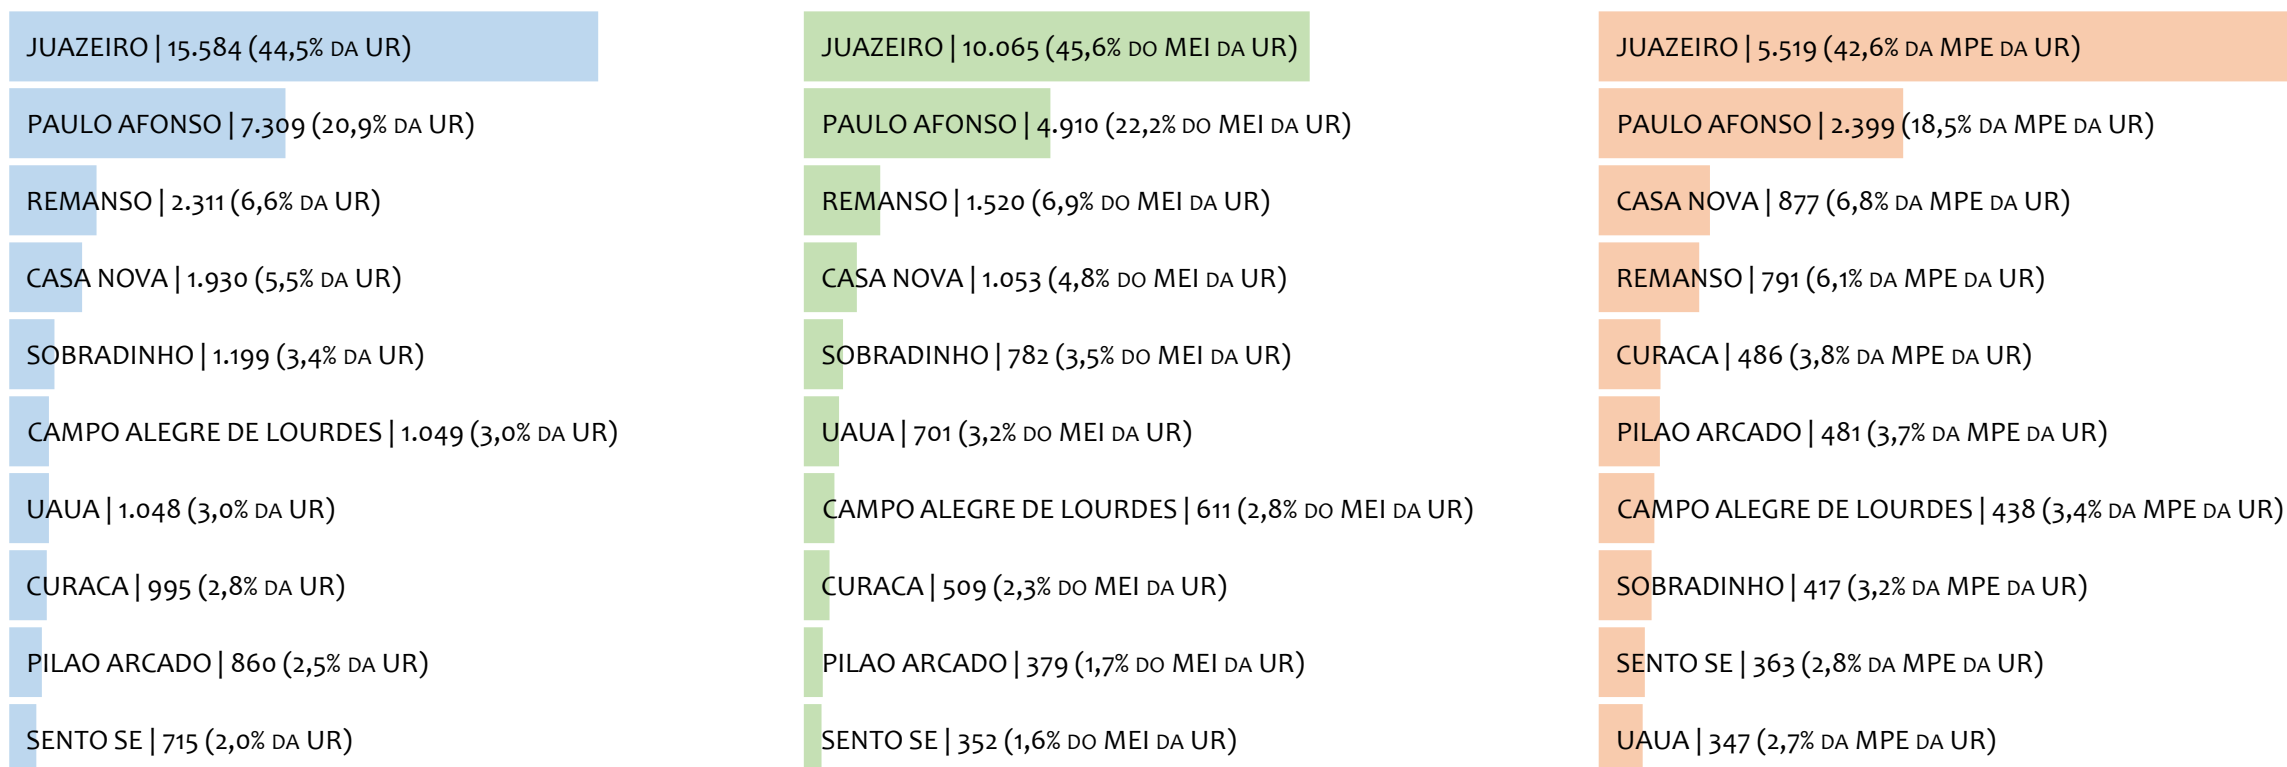 JUAZEIRO | 15.584 (44,5% DA UR)
PAULO AFONSO | 7.309 (20,9% DA UR)
REMANSO | 2.311 (6,6% DA UR)
CASA NOVA | 1.930 (5,5% DA UR)
SOBRADINHO | 1.199 (3,4% DA UR)
CAMPO ALEGRE DE LOURDES | 1.049 (3,0% DA UR)
UAUA | 1.048 (3,0% DA UR)
CURACA | 995 (2,8% DA UR)
PILAO ARCADO | 860 (2,5% DA UR)
SENTO SE | 715 (2,0% DA UR)
JUAZEIRO | 10.065 (45,6% DO MEI DA UR)
PAULO AFONSO | 4.910 (22,2% DO MEI DA UR)
REMANSO | 1.520 (6,9% DO MEI DA UR)
CASA NOVA | 1.053 (4,8% DO MEI DA UR)
SOBRADINHO | 782 (3,5% DO MEI DA UR)
UAUA | 701 (3,2% DO MEI DA UR)
CAMPO ALEGRE DE LOURDES | 611 (2,8% DO MEI DA UR)
CURACA | 509 (2,3% DO MEI DA UR)
PILAO ARCADO | 379 (1,7% DO MEI DA UR)
SENTO SE | 352 (1,6% DO MEI DA UR)
JUAZEIRO | 5.519 (42,6% DA MPE DA UR)
PAULO AFONSO | 2.399 (18,5% DA MPE DA UR)
CASA NOVA | 877 (6,8% DA MPE DA UR)
REMANSO | 791 (6,1% DA MPE DA UR)
CURACA | 486 (3,8% DA MPE DA UR)
PILAO ARCADO | 481 (3,7% DA MPE DA UR)
CAMPO ALEGRE DE LOURDES | 438 (3,4% DA MPE DA UR)
SOBRADINHO | 417 (3,2% DA MPE DA UR)
SENTO SE | 363 (2,8% DA MPE DA UR)
UAUA | 347 (2,7% DA MPE DA UR)